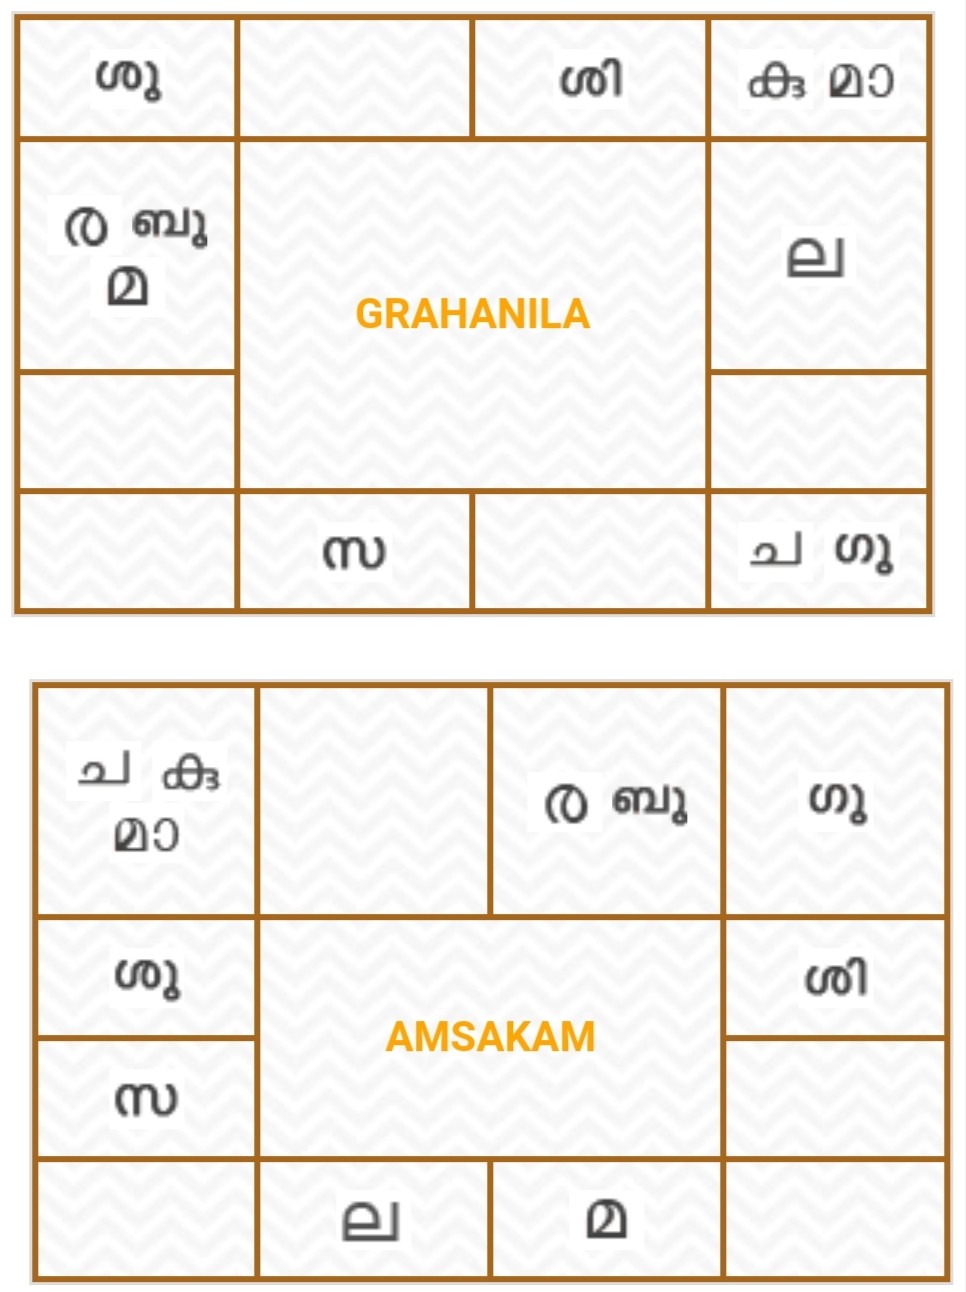 ശു ശി കു മാ
ര ബു
മ
ല
GRAHANILA
സ ച ഗു
ച കു
മാ
ര ബു ഗു
ശു ശി
AMSAKAM
സ
ല മ